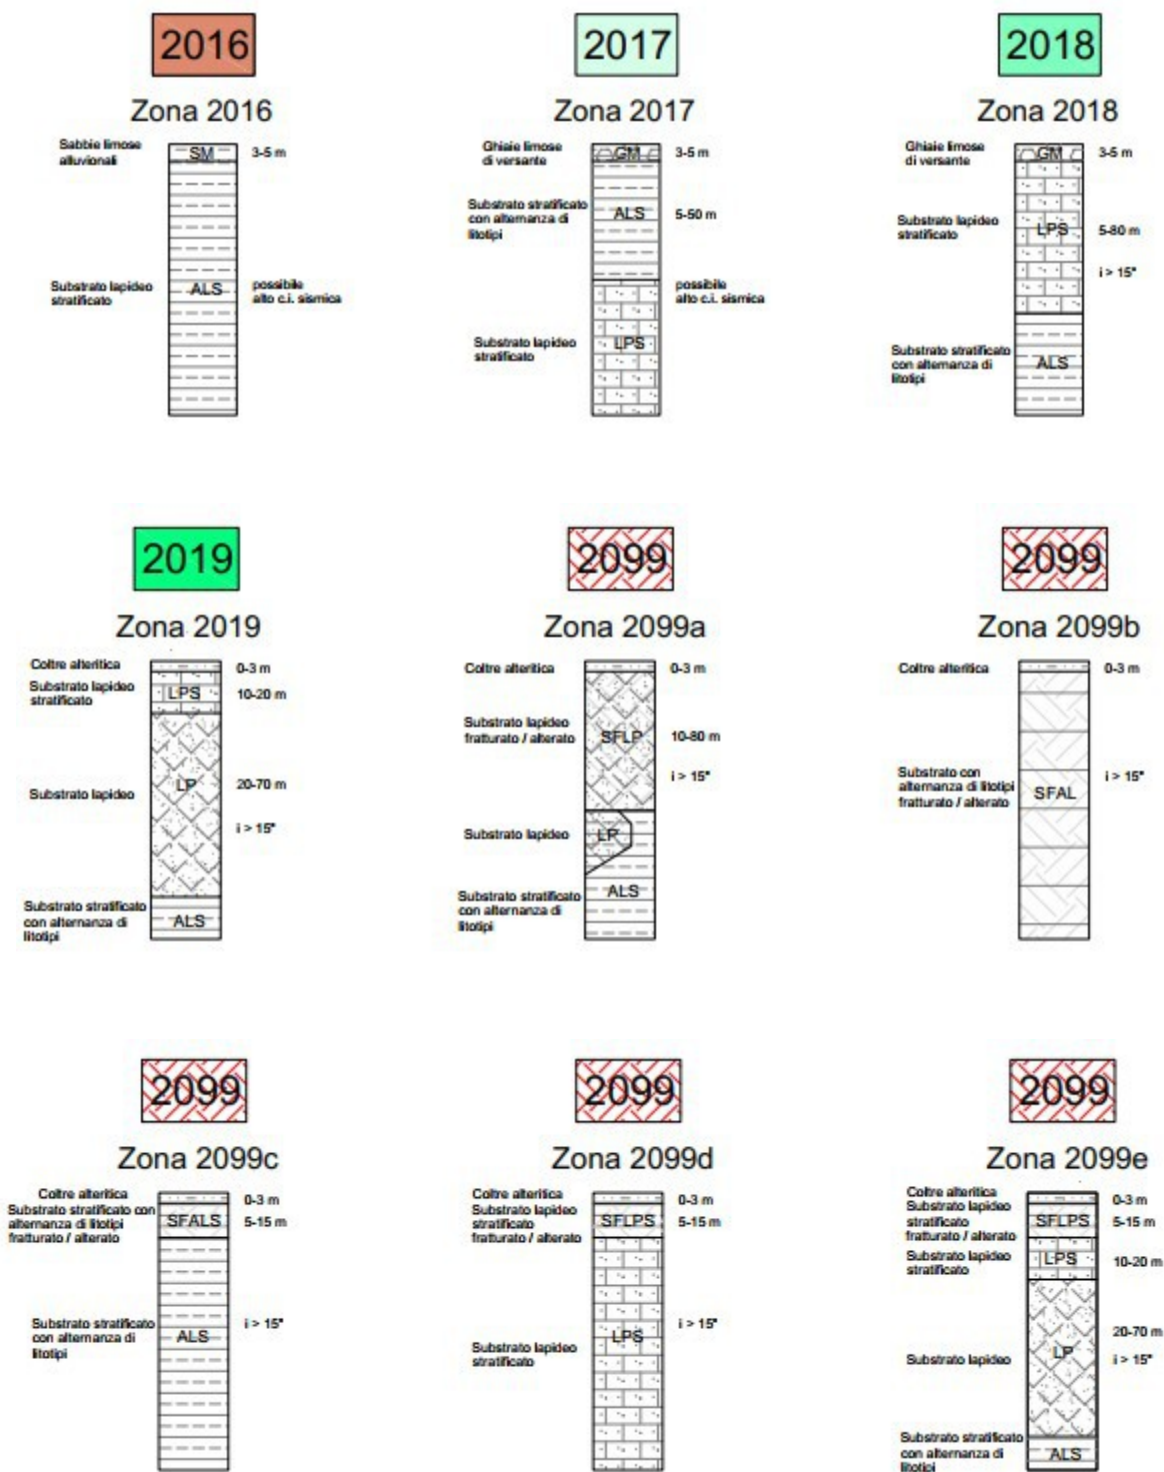 2016
Zona 2016
Sabbie limose
alluvionali
SM
3-5 m
Substrato lapideo
stratificato
ALS
possibile
alto c.i. sismica
2017
Zona 2017
Ghiaie limose
di versante
GM
3-5 m
Substrato stratificato
con alternanza di
litotipi
ALS
5-50 m
possibile
alto c.i. sismica
Substrato lapideo
stratificato
LPS
2018
Zona 2018
Ghiaie limose
di versante
GM
3-5 m
Substrato lapideo
stratificato
LPS
5-80 m
i > 15°
Substrato stratificato
con alternanza di
litotipi
ALS
2019
Zona 2019
Coltre alteritica
0-3 m
Substrato lapideo
stratificato
LPS
10-20 m
Substrato lapideo
LP
20-70 m
i > 15°
Substrato stratificato
con alternanza di
litotipi
ALS
2099
Zona 2099a
Coltre alteritica
0-3 m
Substrato lapideo
fratturato / alterato
SFLP
10-80 m
i > 15°
Substrato lapideo
LP
Substrato stratificato
con alternanza di
litotipi
ALS
2099
Zona 2099b
Coltre alteritica
0-3 m
Substrato con
alternanza di litotipi
fratturato / alterato
SFAL
i > 15°
2099
Zona 2099c
Coltre alteritica
0-3 m
Substrato stratificato con
alternanza di litotipi
fratturato / alterato
SFALS
5-15 m
Substrato stratificato
con alternanza di
litotipi
ALS
i > 15°
2099
Zona 2099d
Coltre alteritica
0-3 m
Substrato lapideo
stratificato
fratturato / alterato
SFLPS
5-15 m
i > 15°
Substrato lapideo
stratificato
LPS
2099
Zona 2099e
Coltre alteritica
0-3 m
Substrato lapideo
stratificato
fratturato / alterato
SFLPS
5-15 m
Substrato lapideo
stratificato
LPS
10-20 m
Substrato lapideo
LP
20-70 m
i > 15°
Substrato stratificato
con alternanza di
litotipi
ALS